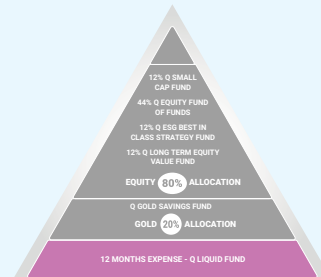 12% Q SMALL
CAP FUND
44% Q EQUITY FUND
OF FUNDS
12% Q ESG BEST IN
CLASS STRATEGY FUND
12% Q LONG TERM EQUITY
VALUE FUND
EQUITY 80% ALLOCATION
Q GOLD SAVINGS FUND
GOLD 20% ALLOCATION
12 MONTHS EXPENSE - Q LIQUID FUND